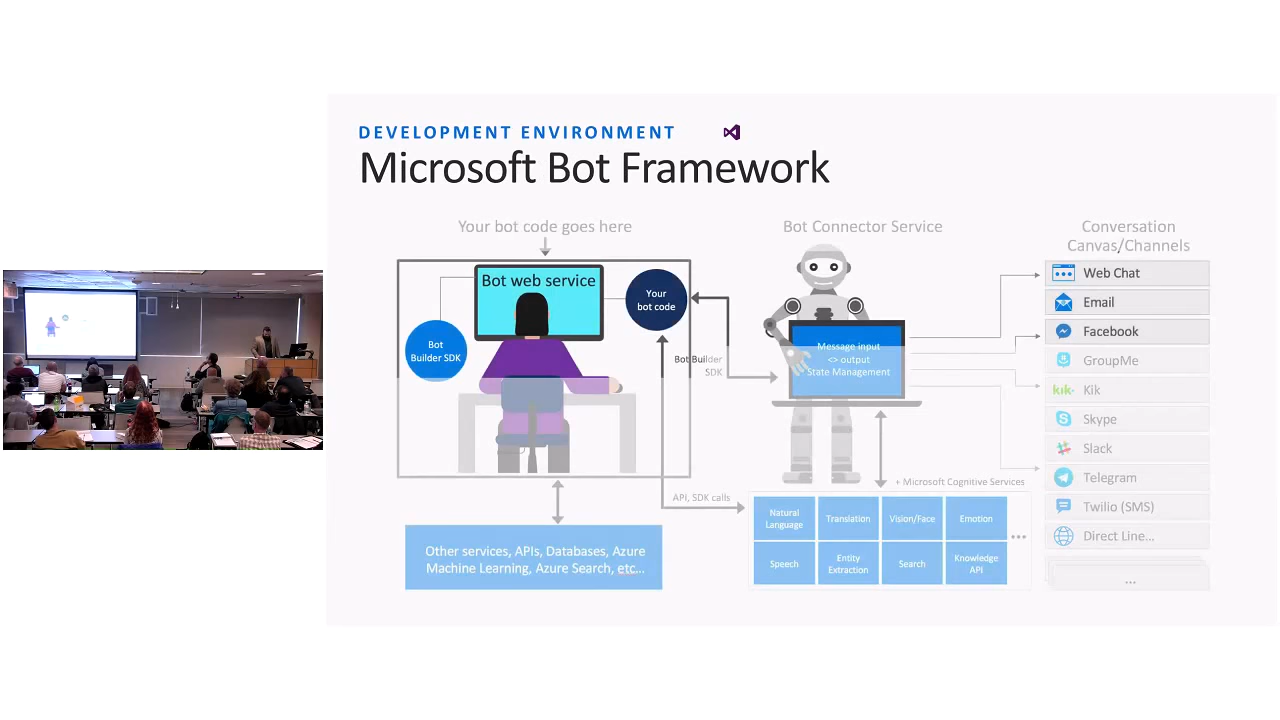 DEVELOPMENT ENVIRONMENT
Microsoft Bot Framework
Your bot code goes here
Bot web service
Your
bot code
Bot
Builder SDK
Bot Builder
SDK
Other services, APIs, Databases, Azure
Machine Learning, Azure Search, etc...
API, SDK calls
Bot Connector Service
Message input
<> output
State Management
+ Microsoft Cognitive Services
Natural
Language
Translation
Vision/Face
Emotion
Speech
Entity
Extraction
Search
Knowledge
API
...
Conversation
Canvas/Channels
Web Chat
Email
Facebook
GroupMe
kik. Kik
Skype
Slack
Telegram
Twilio (SMS)
Direct Line...
...